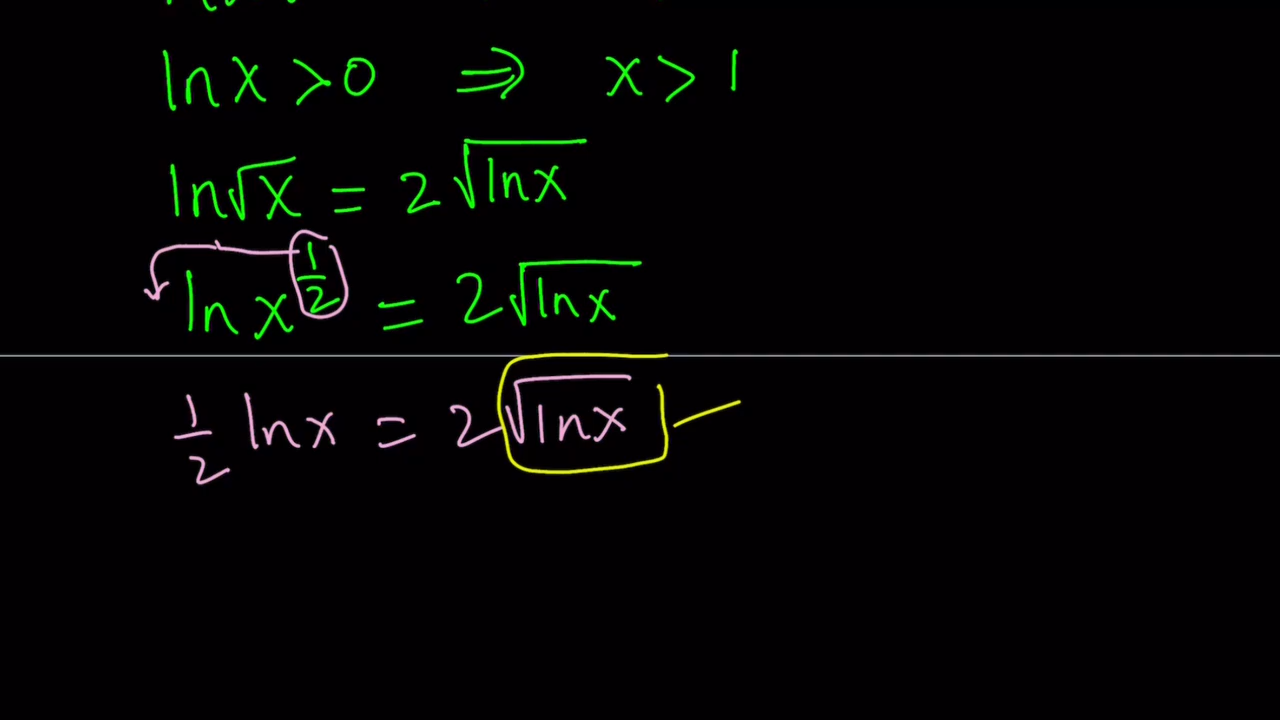 ln x > 0 ⇒ x > 1
ln√x = 2√(ln x)
ln x^(1/2) = 2√(ln x)
1/2 ln x = 2√(ln x)